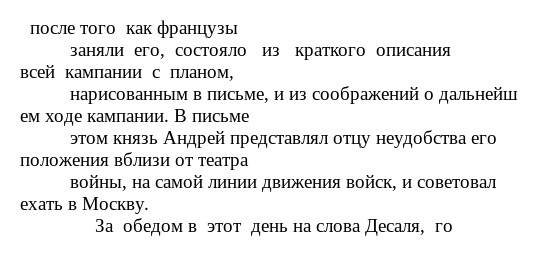 после того как французы
заняли его, состояло из краткого описания
всей кампании с планом,
нарисованным в письме, и из соображений о дальнейш
ем ходе кампании. В письме
этом князь Андрей представлял отцу неудобства его
положения вблизи от театра
войны, на самой линии движения войск, и советовал
ехать в Москву.
За обедом в этот день на слова Десаля, го